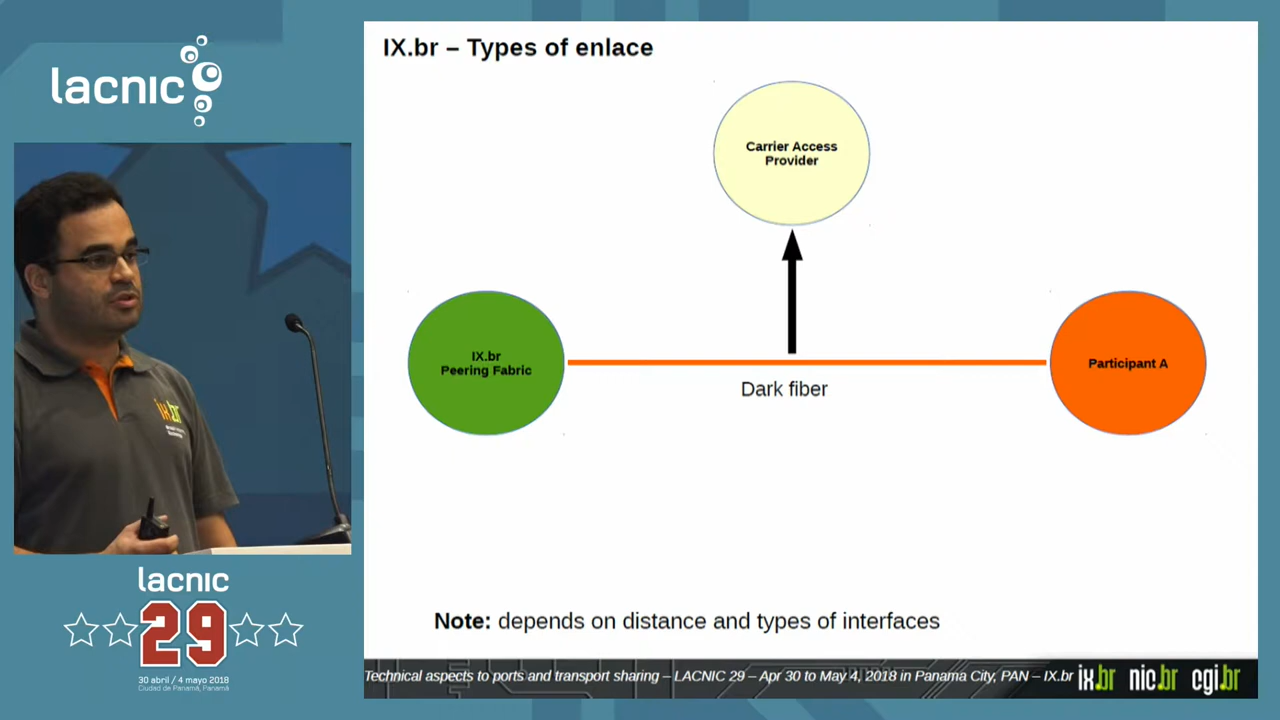 lacnic
IX.br – Types of enlace
Carrier Access
Provider
IX.br
Peering Fabric
Participant A
Dark fiber
ix.br
lacnic
29
30 abril / 4 mayo 2018
Ciudad de Panamá, Panamá
Note: depends on distance and types of interfaces
Technical aspects to ports and transport sharing – LACNIC 29 – Apr 30 to May 4, 2018 in Panama City, PAN – IX.br
ix.br nic.br cgi.br